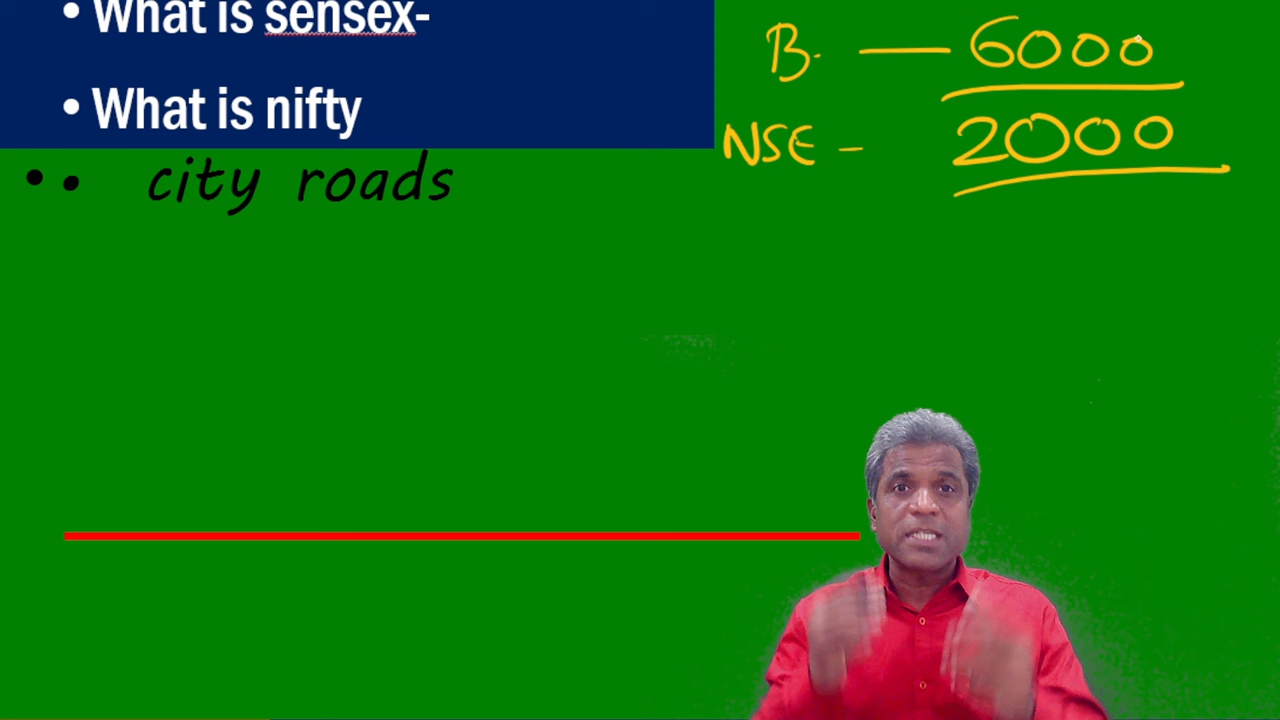 • What is sensex-
• What is nifty
• • city roads
B. — 6000
NSE - 2000